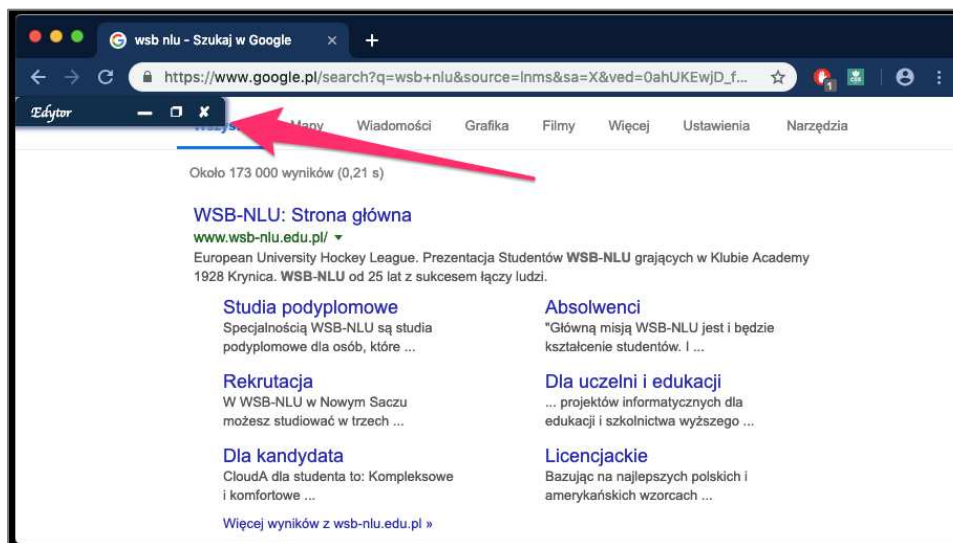 wsb nlu - Szukaj w Google
https://www.google.pl/search?q=wsb+nlu&source=lnms&sa=X&ved=0ahUKEwjD_f...
1
Edytor
Mapy Wiadomości Grafika Filmy Więcej Ustawienia Narzędzia
Około 173 000 wyników (0,21 s)
WSB-NLU: Strona główna
www.wsb-nlu.edu.pl/
European University Hockey League. Prezentacja Studentów WSB-NLU grających w Klubie Academy
1928 Krynica. WSB-NLU od 25 lat z sukcesem łączy ludzi.
Studia podyplomowe
Specjalnością WSB-NLU są studia
podyplomowe dla osób, które ...
Absolwenci
"Główną misją WSB-NLU jest i będzie
kształcenie studentów. I ...
Rekrutacja
W WSB-NLU w Nowym Saczu
możesz studiować w trzech ...
Dla uczelni i edukacji
... projektów informatycznych dla
edukacji i szkolnictwa wyższego ...
Dla kandydata
CloudA dla studenta to: Kompleksowe
i komfortowe ...
Licencjackie
Bazując na najlepszych polskich i
amerykańskich wzorcach ...
Więcej wyników z wsb-nlu.edu.pl »